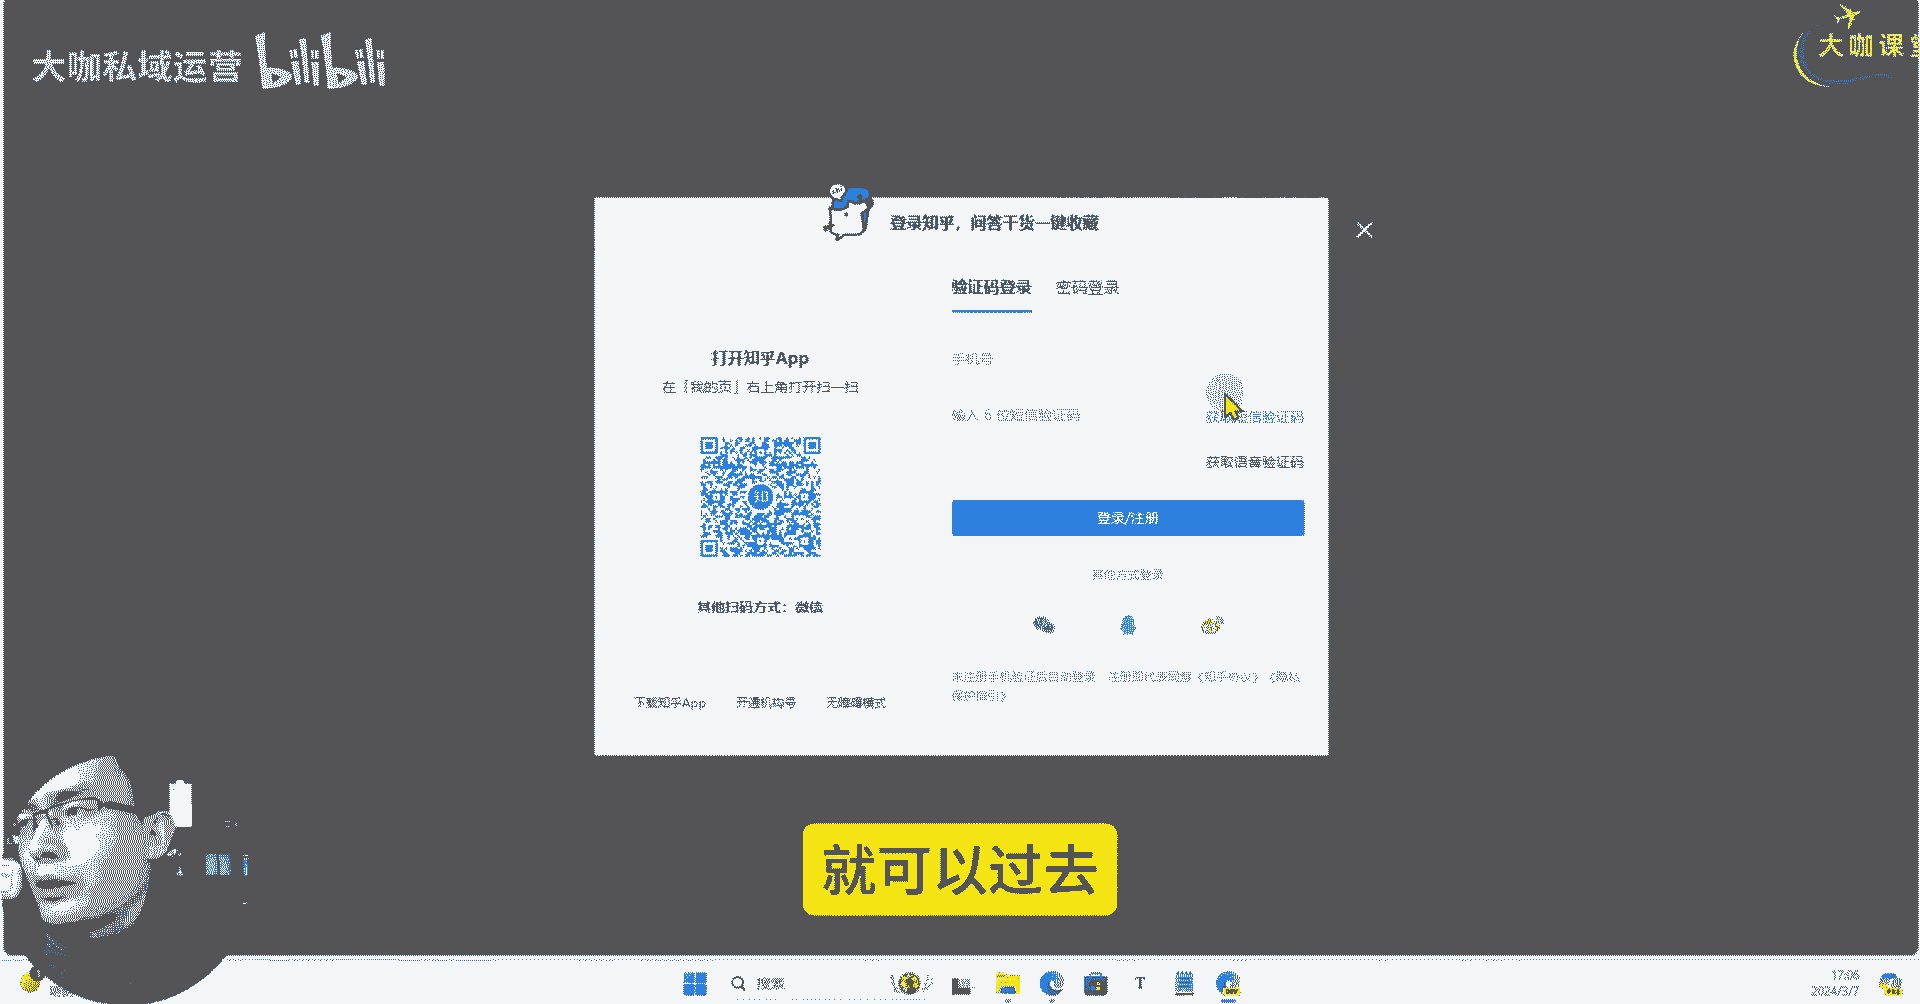 大咖私域运营 bilibili
大咖课堂
登录知乎，问答干货一键收藏
验证码登录 密码登录
打开知乎App
在「我的页」右上角打开扫一扫
手机号
输入 6 位短信验证码
获取短信验证码
获取语音验证码
知
登录/注册
其他方式登录
其他扫码方式：微信
未注册手机验证后自动登录，注册即代表同意《知乎协议》《隐私
保护指引》
下载知乎App 开通机构号 无障碍模式
就可以过去
搜索
17:06
2024/3/7